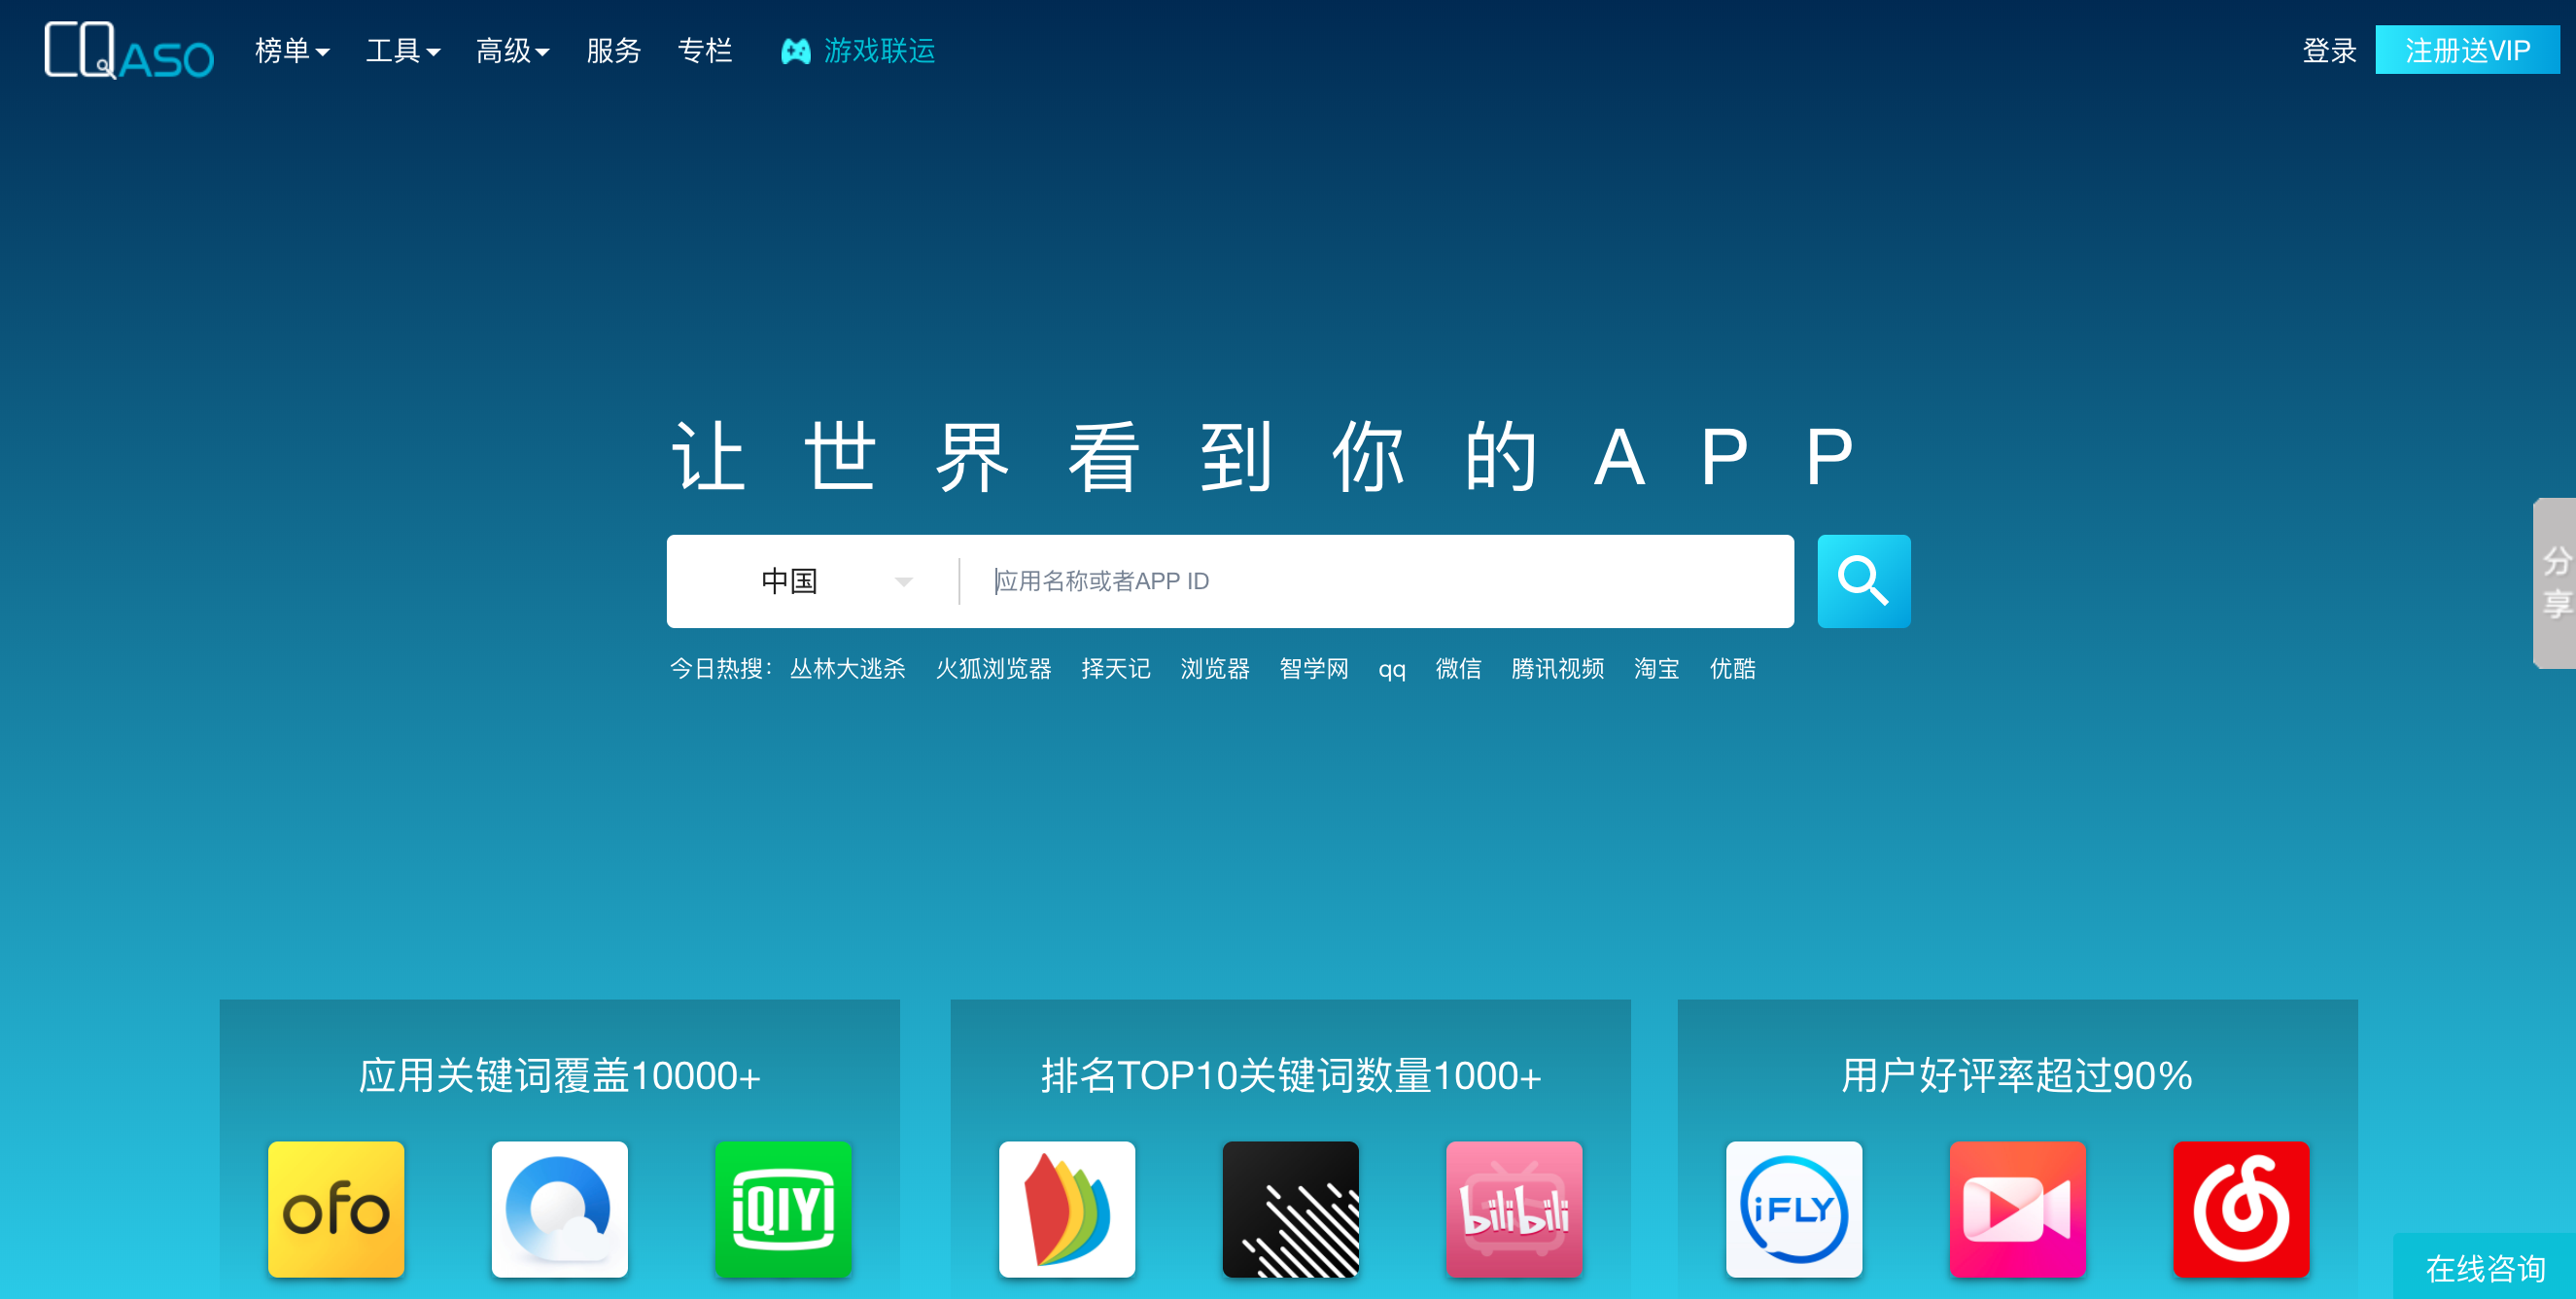 CQASO 榜单 工具 高级 服务 专栏 游戏联运 登录 注册送VIP
让世界看到你的APP
中国 应用名称或者APP ID
今日热搜： 丛林大逃杀 火狐浏览器 择天记 浏览器 智学网 qq 微信 腾讯视频 淘宝 优酷
分享
应用关键词覆盖10000+ 排名TOP10关键词数量1000+ 用户好评率超过90%
ofo iQIYI bilibili iFLY
在线咨询